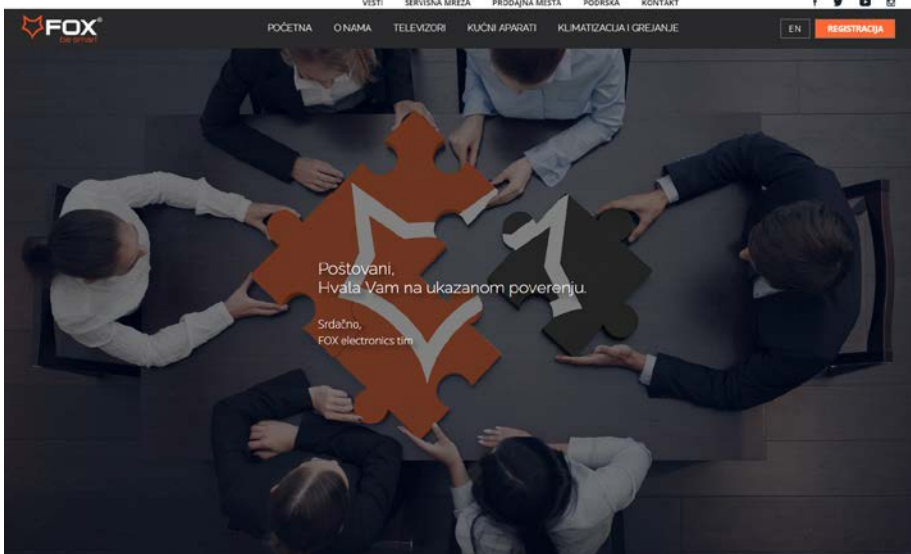 VESTI SERVISNA MREŽA PRODAJNA MESTA PODRŠKA KONTAKT
FOX®
be smart
POČETNA O NAMA TELEVIZORI KUĆNI APARATI KLIMATIZACIJA I GREJANJE
EN REGISTRACIJA
Poštovani,
Hvala Vam na ukazanom poverenju.
Srdačno,
FOX electronics tim